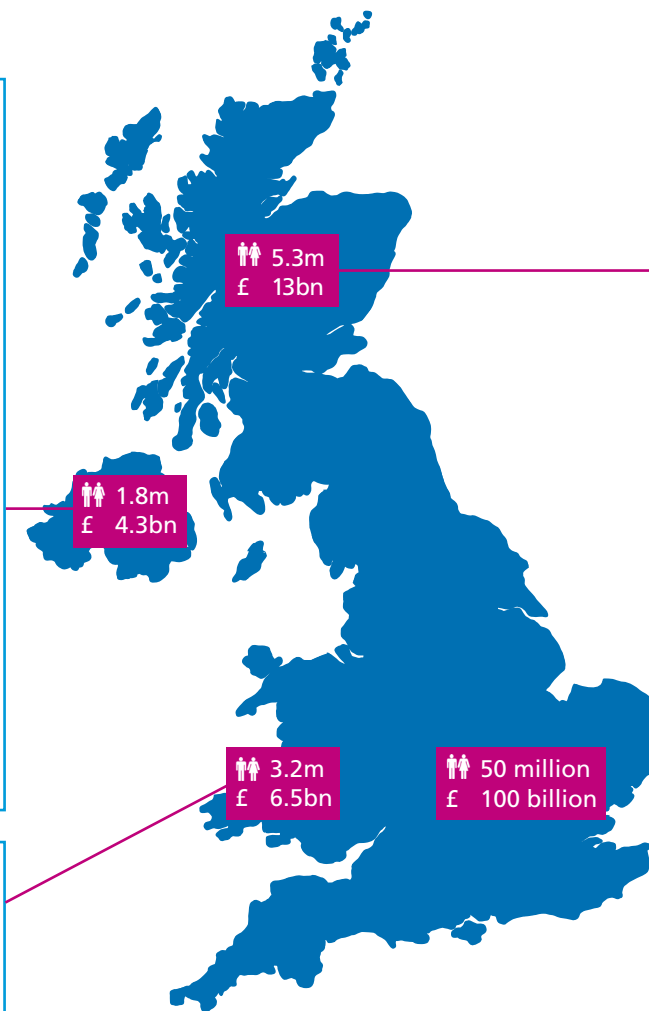 5.3m
£ 13bn
1.8m
£ 4.3bn
3.2m
£ 6.5bn
50 million
£ 100 billion